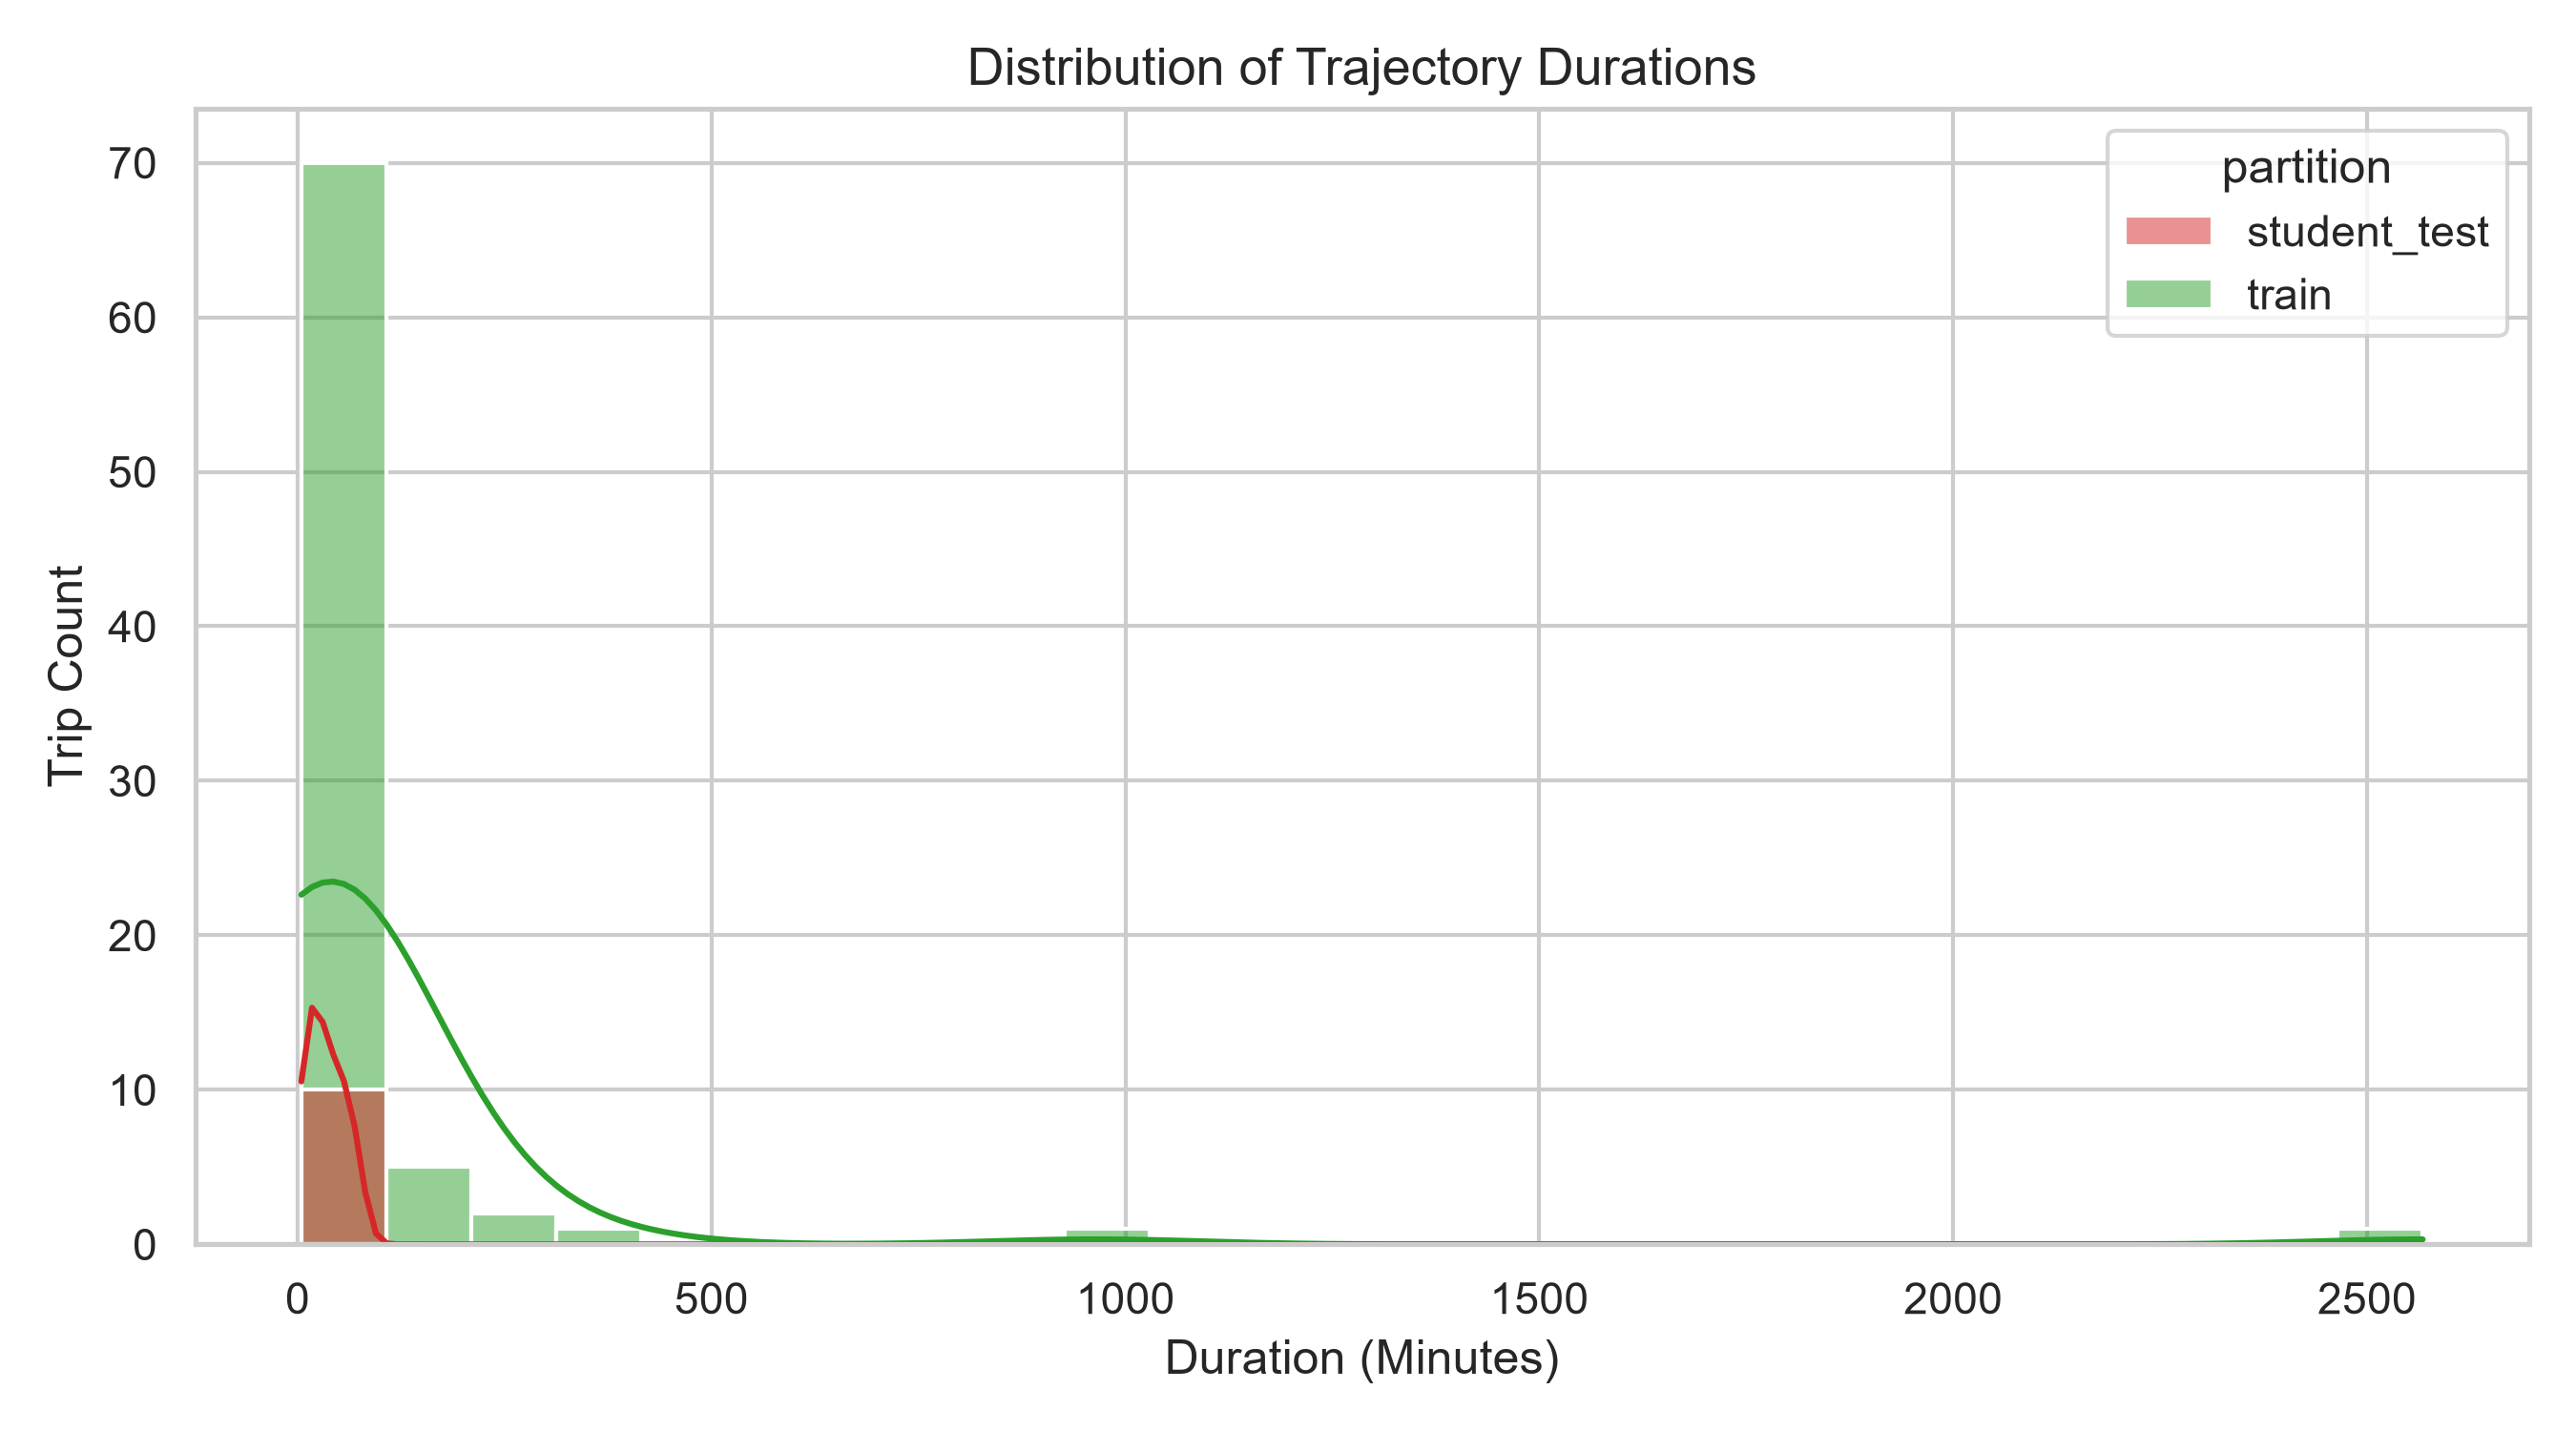 Distribution of Trajectory Durations
partition
student_test
train
Trip Count
70
60
50
40
30
20
10
0
0 500 1000 1500 2000 2500
Duration (Minutes)